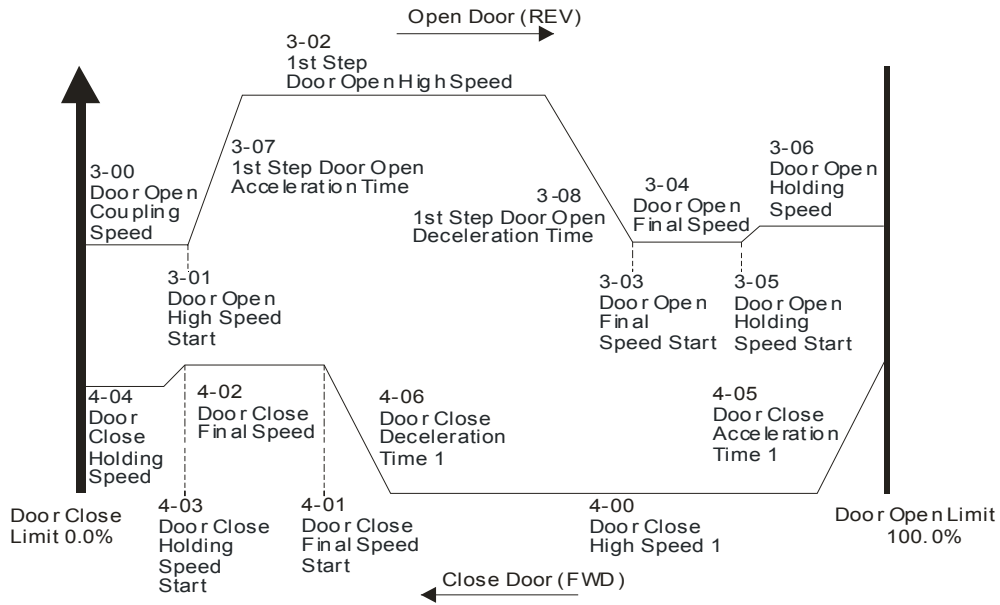 Open Door (REV)
3-02
1st Step
Door Open High Speed
3-00
Door Open
Coupling
Speed
3-07
1st Step Door Open
Acceleration Time
3-08
1st Step Door Open
Deceleration Time
3-04
Door Open
Final Speed
3-06
Door Open
Holding
Speed
3-01
Door Open
High Speed
Start
3-03
Door Open
Final
Speed Start
3-05
Door Open
Holding
Speed Start
4-04
Door
Close
Holding
Speed
4-02
Door Close
Final Speed
4-06
Door Close
Deceleration
Time 1
4-05
Door Close
Acceleration
Time 1
Door Close
Limit 0.0%
4-03
Door Close
Holding
Speed
Start
4-01
Door Close
Final Speed
Start
4-00
Door Close
High Speed 1
Door Open Limit
100.0%
Close Door (FWD)